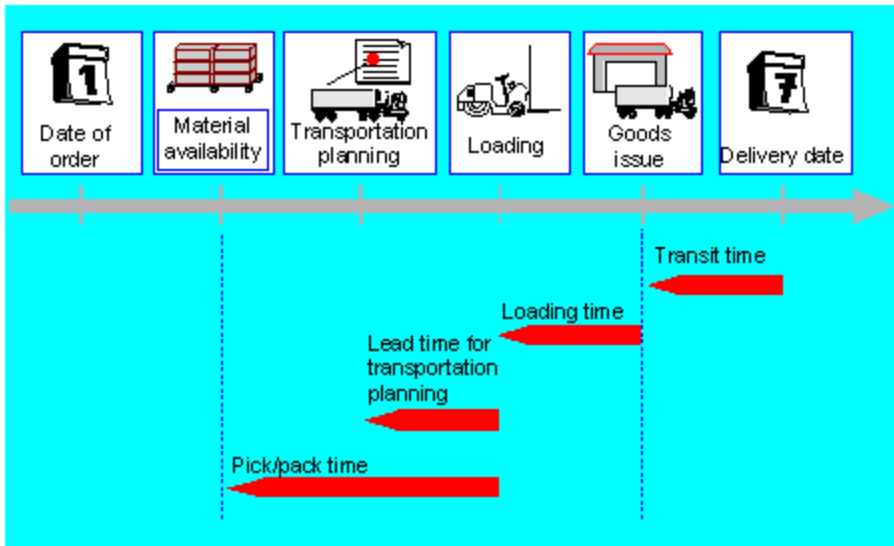 1
7
Date of
order
Material
availability
Transportation
planning
Loading
Goods
issue
Delivery date
Transit time
Loading time
Lead time for
transportation
planning
Pick/pack time